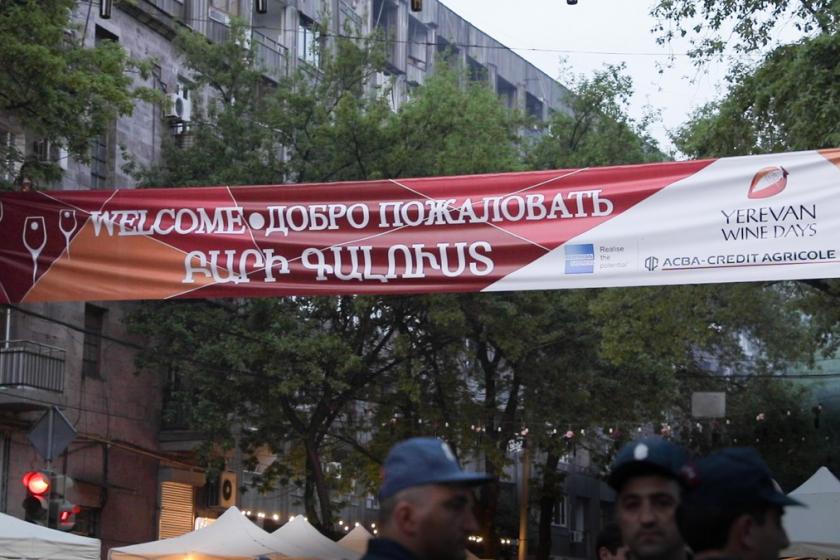 WELCOME • ДОБРО ПОЖАЛОВАТЬ
ԲԱՐԻ ԳԱԼՈՒՍՏ
YEREVAN
WINE DAYS
Realise
the
potential
ACBA-CREDIT AGRICOLE